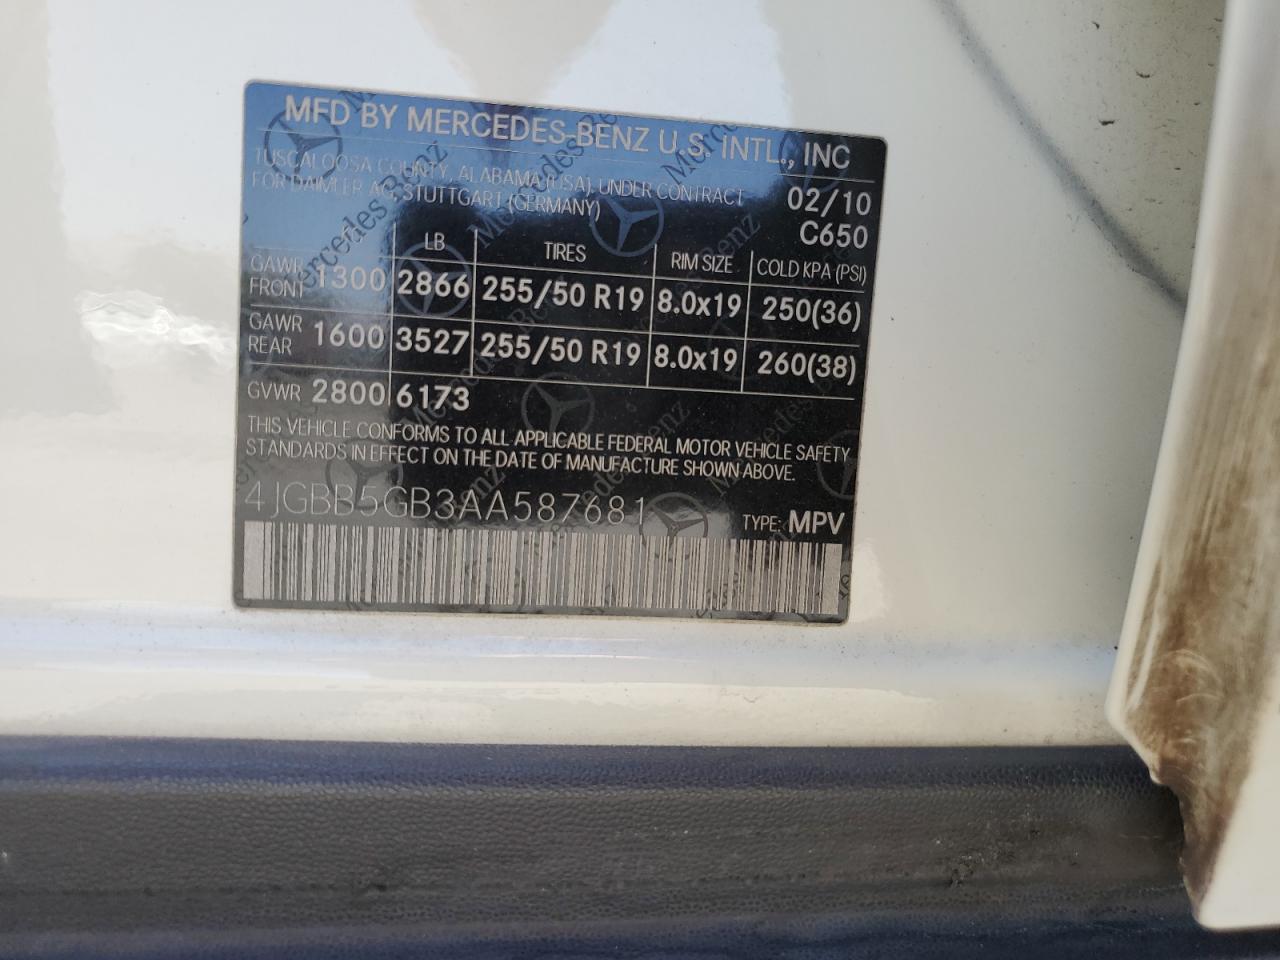 MFD BY MERCEDES-BENZ U.S. INTL., INC
TUSCALOOSA COUNTY, ALABAMA (USA). UNDER CONTRACT
FOR DAIMLER AG, STUTTGART (GERMANY)
02/10
C650
LB TIRES RIM SIZE COLD KPA (PSI)
GAWR FRONT 1300 2866 255/50 R19 8.0x19 250(36)
GAWR REAR 1600 3527 255/50 R19 8.0x19 260(38)
GVWR 2800 6173
THIS VEHICLE CONFORMS TO ALL APPLICABLE FEDERAL MOTOR VEHICLE SAFETY
STANDARDS IN EFFECT ON THE DATE OF MANUFACTURE SHOWN ABOVE.
4JGBB5GB3AA587681 TYPE: MPV